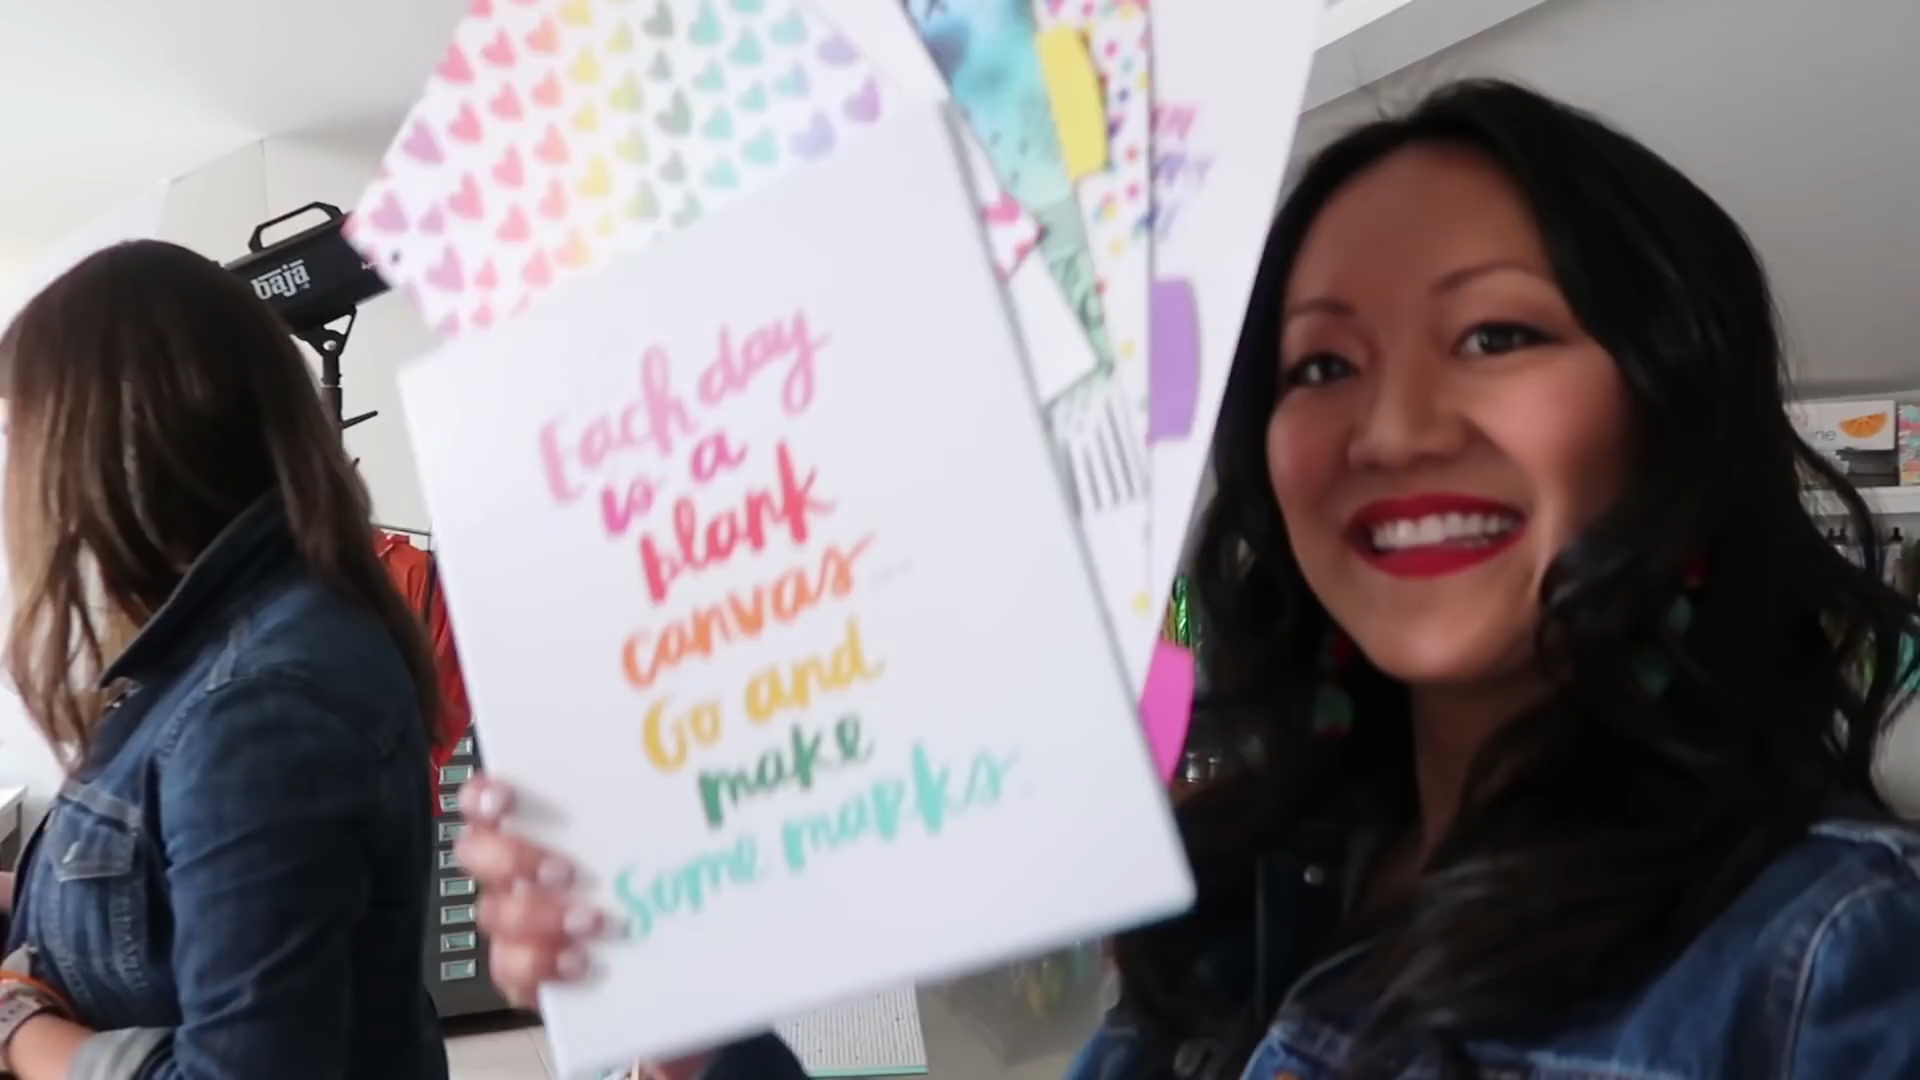 baja
Each day
is a
blank
canvas...
Go and
make
some marks.